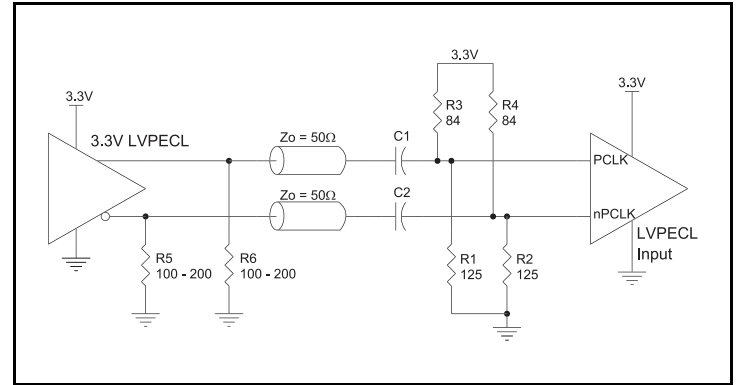 3.3V
3.3V
3.3V
R3
84
R4
84
3.3V LVPECL
Zo = 50Ω
C1
PCLK
Zo = 50Ω
C2
nPCLK
LVPECL
Input
R5
100 - 200
R6
100 - 200
R1
125
R2
125